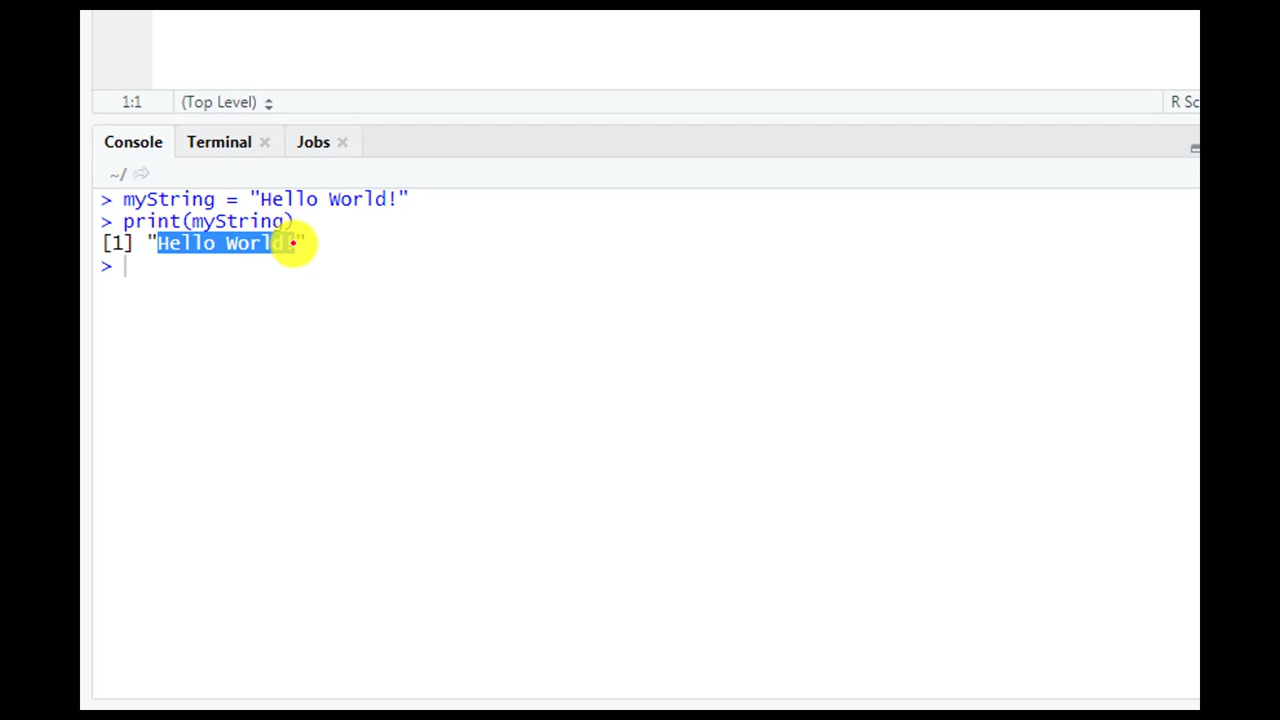 1:1 (Top Level) R Sc
Console Terminal Jobs
~/
> myString = "Hello World!"
> print(myString)
[1] "Hello World!"
>